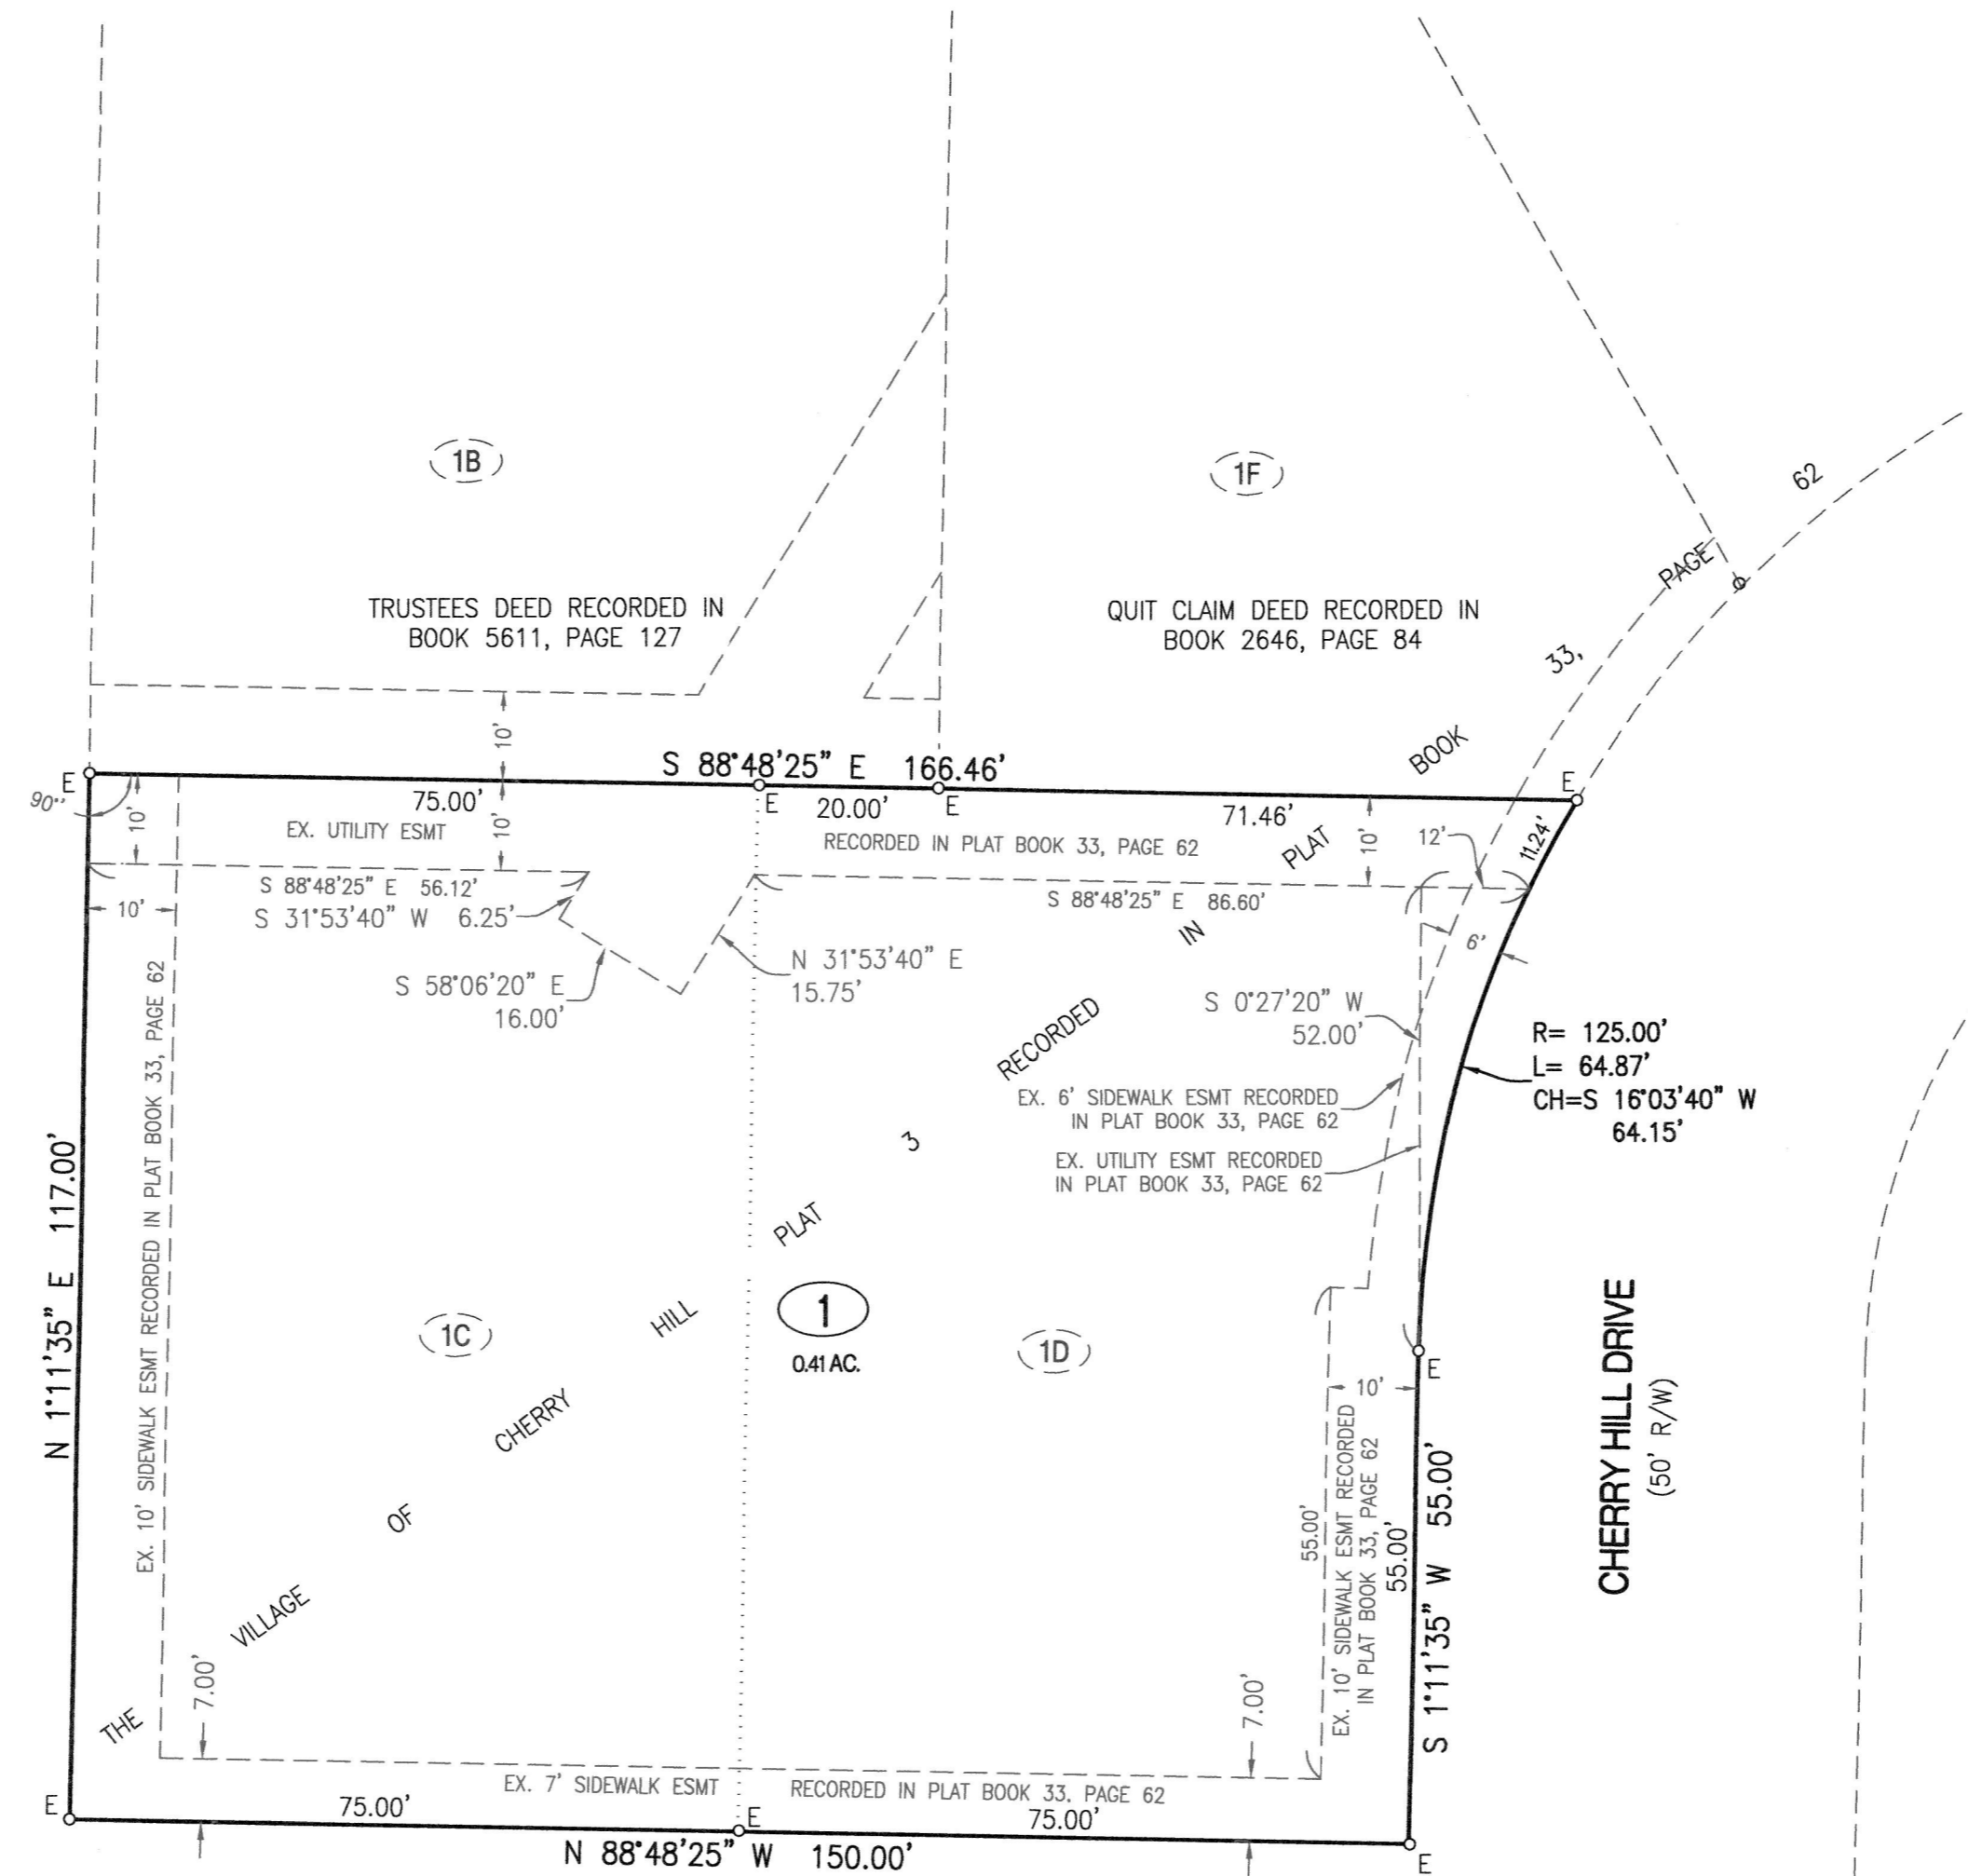 1B
1F
62
PAGE
33,
BOOK
TRUSTEES DEED RECORDED IN
BOOK 5611, PAGE 127
QUIT CLAIM DEED RECORDED IN
BOOK 2646, PAGE 84
10'
S 88°48'25" E 166.46'
E
90"
75.00'
E
20.00'
E
71.46'
E
10'
EX. UTILITY ESMT
10'
RECORDED IN PLAT BOOK 33, PAGE 62
PLAT
10'
12'
11.24'
S 88°48'25" E 56.12'
S 88°48'25" E 86.60'
10'
S 31°53'40" W 6.25'
IN
6'
S 58°06'20" E
16.00'
N 31°53'40" E
15.75'
S 0°27'20" W
52.00'
RECORDED
R= 125.00'
L= 64.87'
CH=S 16°03'40" W
64.15'
EX. 6' SIDEWALK ESMT RECORDED
IN PLAT BOOK 33, PAGE 62
3
EX. UTILITY ESMT RECORDED
IN PLAT BOOK 33, PAGE 62
PLAT
N 1°11'35" E 117.00'
EX. 10' SIDEWALK ESMT RECORDED IN PLAT BOOK 33, PAGE 62
1
0.41 AC.
HILL
1C
1D
E
10'
CHERRY
OF
VILLAGE
THE
55.00'
EX. 10' SIDEWALK ESMT RECORDED
IN PLAT BOOK 33, PAGE 62
55.00'
S 1°11'35" W 55.00'
CHERRY HILL DRIVE
(50' R/W)
7.00'
7.00'
EX. 7' SIDEWALK ESMT
RECORDED IN PLAT BOOK 33, PAGE 62
E
75.00'
E
75.00'
N 88°48'25" W 150.00'
E